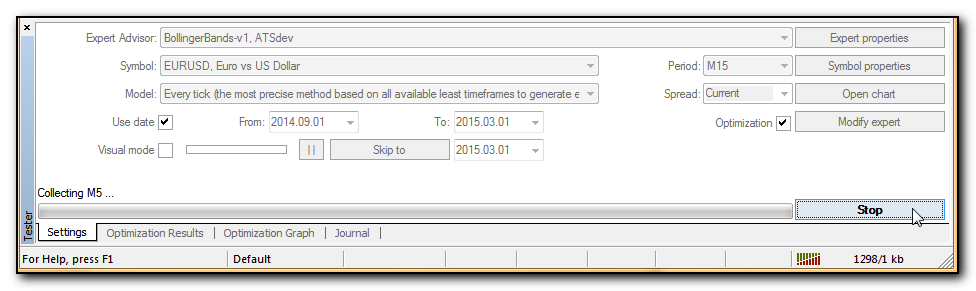 Expert Advisor: BollingerBands-v1, ATSdev Expert properties
Symbol: EURUSD, Euro vs US Dollar Period: M15 Symbol properties
Model: Every tick (the most precise method based on all available least timeframes to generate e Spread: Current Open chart
Use date From: 2014.09.01 To: 2015.03.01 Optimization Modify expert
Visual mode Skip to 2015.03.01
Collecting M5 ...
Stop
Tester
Settings Optimization Results Optimization Graph Journal
For Help, press F1 Default 1298/1 kb